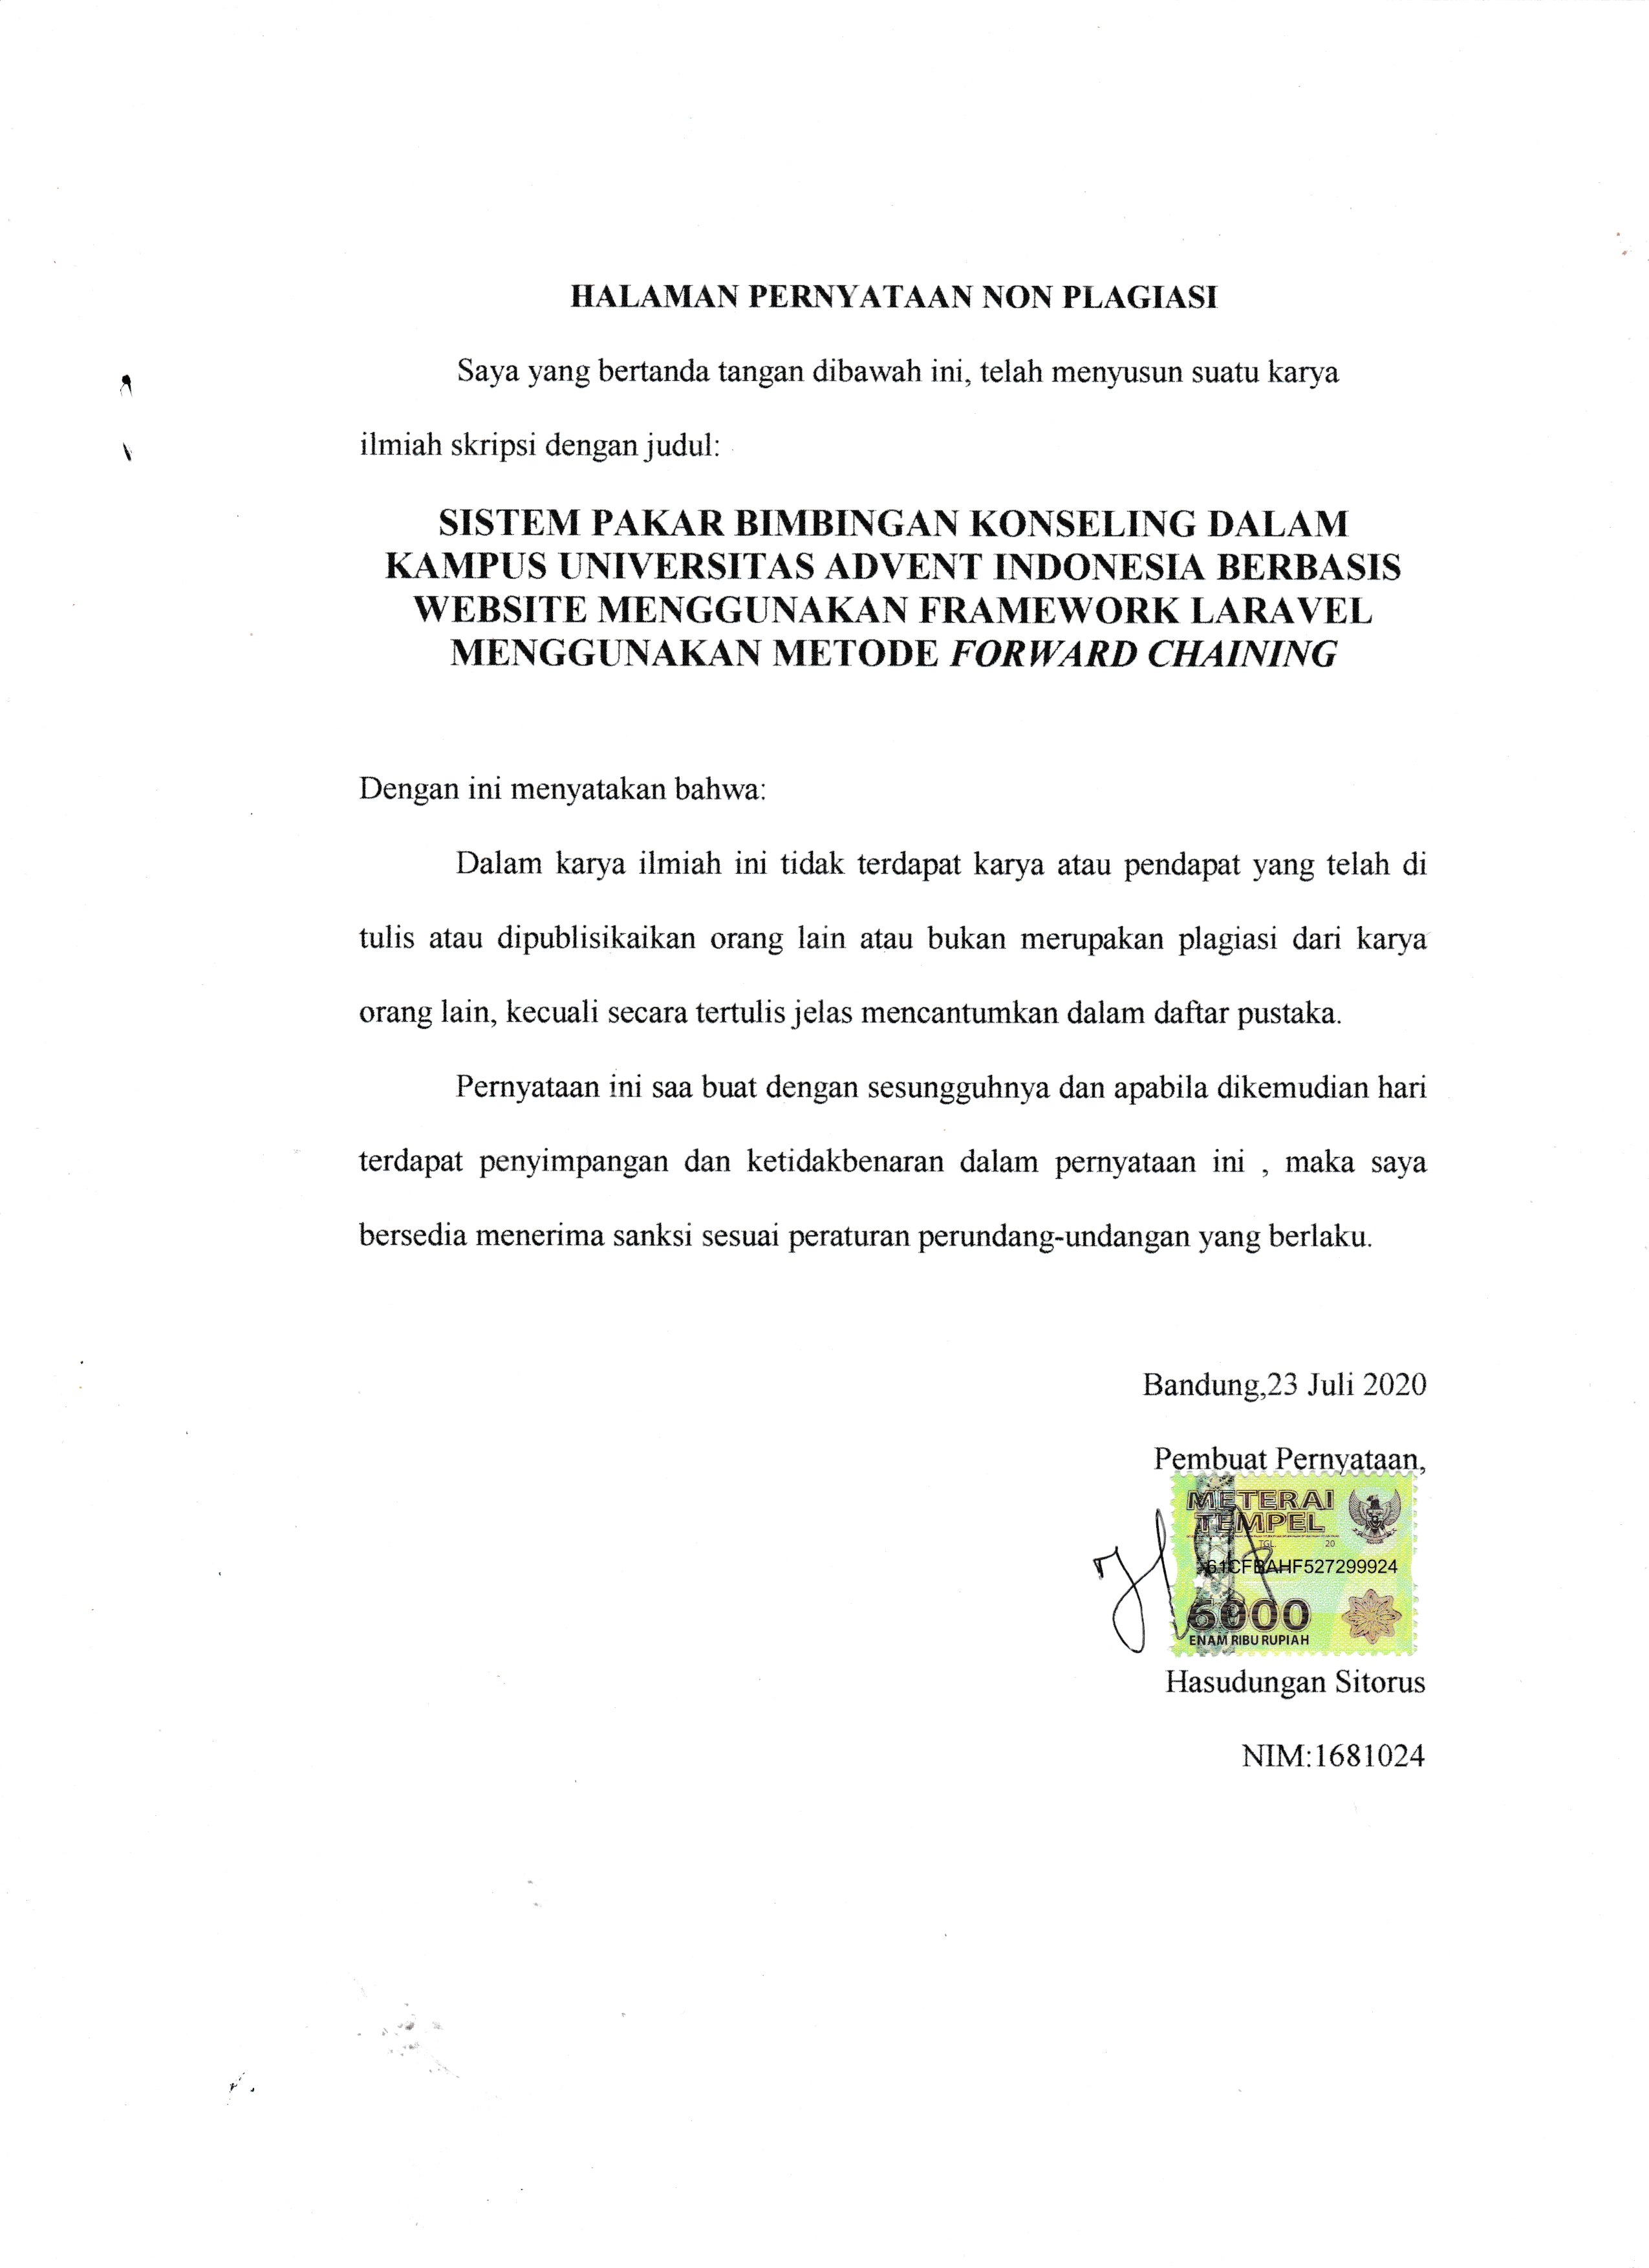 HALAMAN PERNYATAAN NON PLAGIASI
Saya yang bertanda tangan dibawah ini, telah menyusun suatu karya
ilmiah skripsi dengan judul:
SISTEM PAKAR BIMBINGAN KONSELING DALAM
KAMPUS UNIVERSITAS ADVENT INDONESIA BERBASIS
WEBSITE MENGGUNAKAN FRAMEWORK LARAVEL
MENGGUNAKAN METODE FORWARD CHAINING
Dengan ini menyatakan bahwa:
Dalam karya ilmiah ini tidak terdapat karya atau pendapat yang telah di
tulis atau dipublisikaikan orang lain atau bukan merupakan plagiasi dari karya
orang lain, kecuali secara tertulis jelas mencantumkan dalam daftar pustaka.
Pernyataan ini saa buat dengan sesungguhnya dan apabila dikemudian hari
terdapat penyimpangan dan ketidakbenaran dalam pernyataan ini , maka saya
bersedia menerima sanksi sesuai peraturan perundang-undangan yang berlaku.
Bandung,23 Juli 2020
Pembuat Pernyataan,
METERAI
TEMPEL
TGL 20
61CFBAHF527299924
6000
ENAM RIBU RUPIAH
Hasudungan Sitorus
NIM:1681024